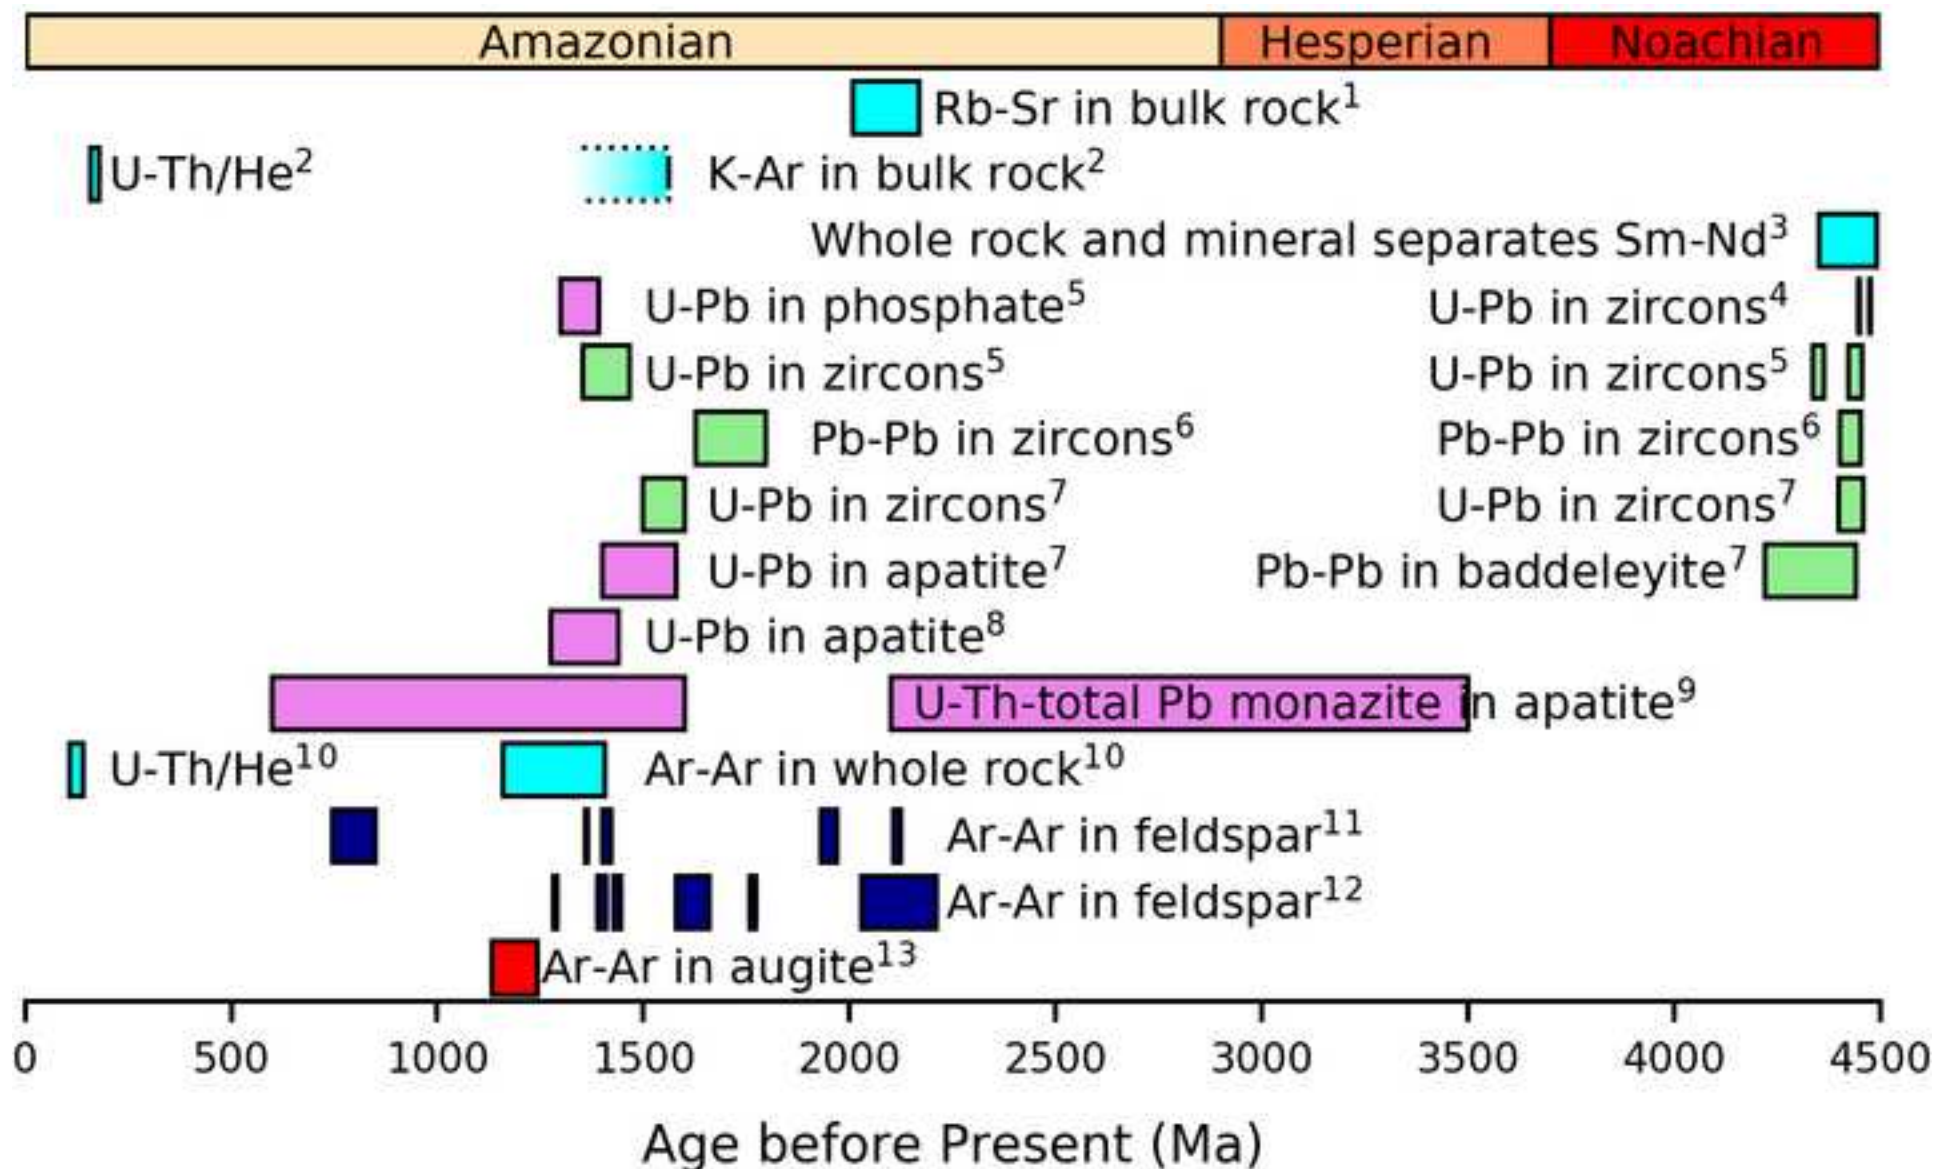 Amazonian Hesperian Noachian
Rb-Sr in bulk rock¹
U-Th/He² K-Ar in bulk rock²
Whole rock and mineral separates Sm-Nd³
U-Pb in phosphate⁵ U-Pb in zircons⁴
U-Pb in zircons⁵ U-Pb in zircons⁵
Pb-Pb in zircons⁶ Pb-Pb in zircons⁶
U-Pb in zircons⁷ U-Pb in zircons⁷
U-Pb in apatite⁷ Pb-Pb in baddeleyite⁷
U-Pb in apatite⁸
U-Th-total Pb monazite in apatite⁹
U-Th/He¹⁰ Ar-Ar in whole rock¹⁰
Ar-Ar in feldspar¹¹
Ar-Ar in feldspar¹²
Ar-Ar in augite¹³
0 500 1000 1500 2000 2500 3000 3500 4000 4500
Age before Present (Ma)